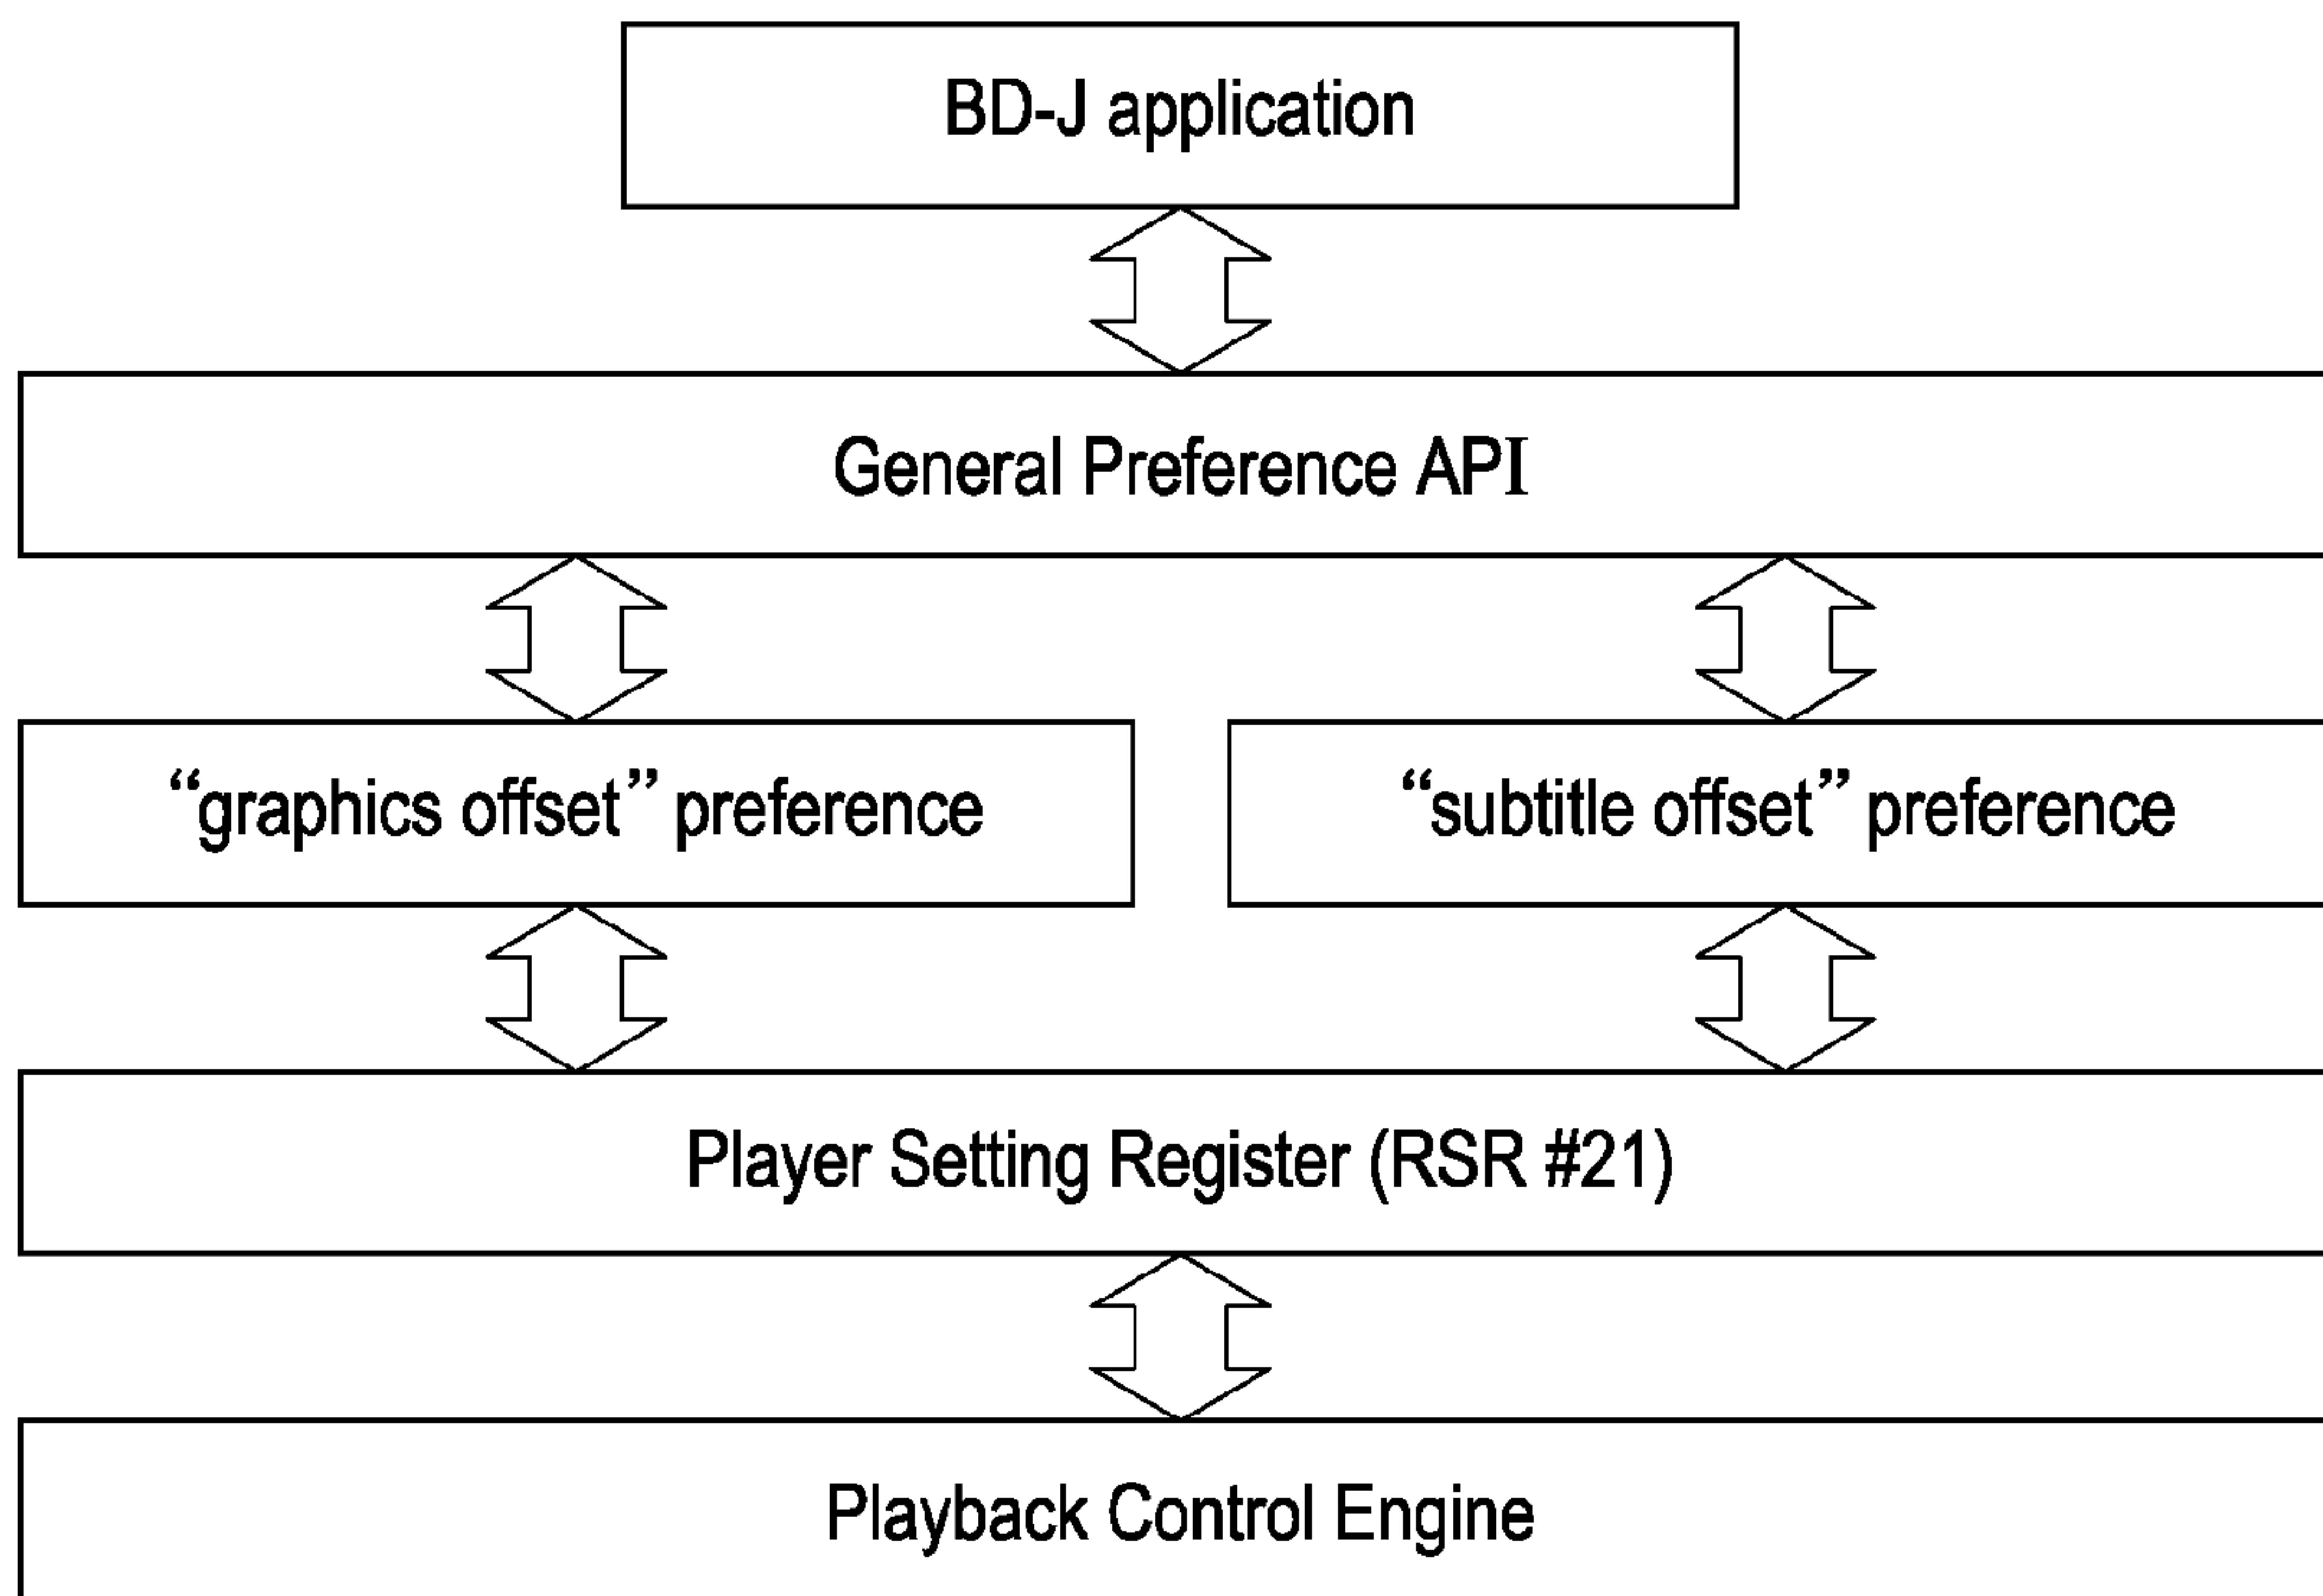 BD-J application
General Preference API
“graphics offset” preference
“subtitle offset” preference
Player Setting Register (RSR #21)
Playback Control Engine